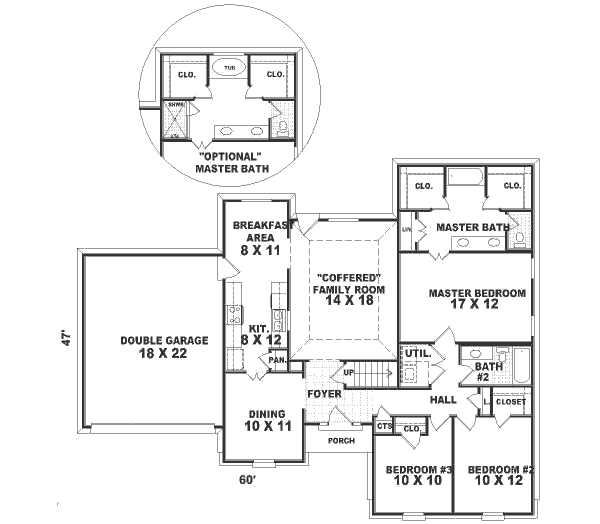 CLO.
TUB
CLO.
SHWR
"OPTIONAL"
MASTER BATH
CLO.
CLO.
LIN.
MASTER BATH
BREAKFAST
AREA
8 X 11
"COFFERED"
FAMILY ROOM
14 X 18
MASTER BEDROOM
17 X 12
47'
DOUBLE GARAGE
18 X 22
KIT.
8 X 12
PAN.
UTIL.
BATH
#2
UP
FOYER
HALL
L.
CLOSET
DINING
10 X 11
PORCH
CTS
CLO.
BEDROOM #3
10 X 10
BEDROOM #2
10 X 12
60'